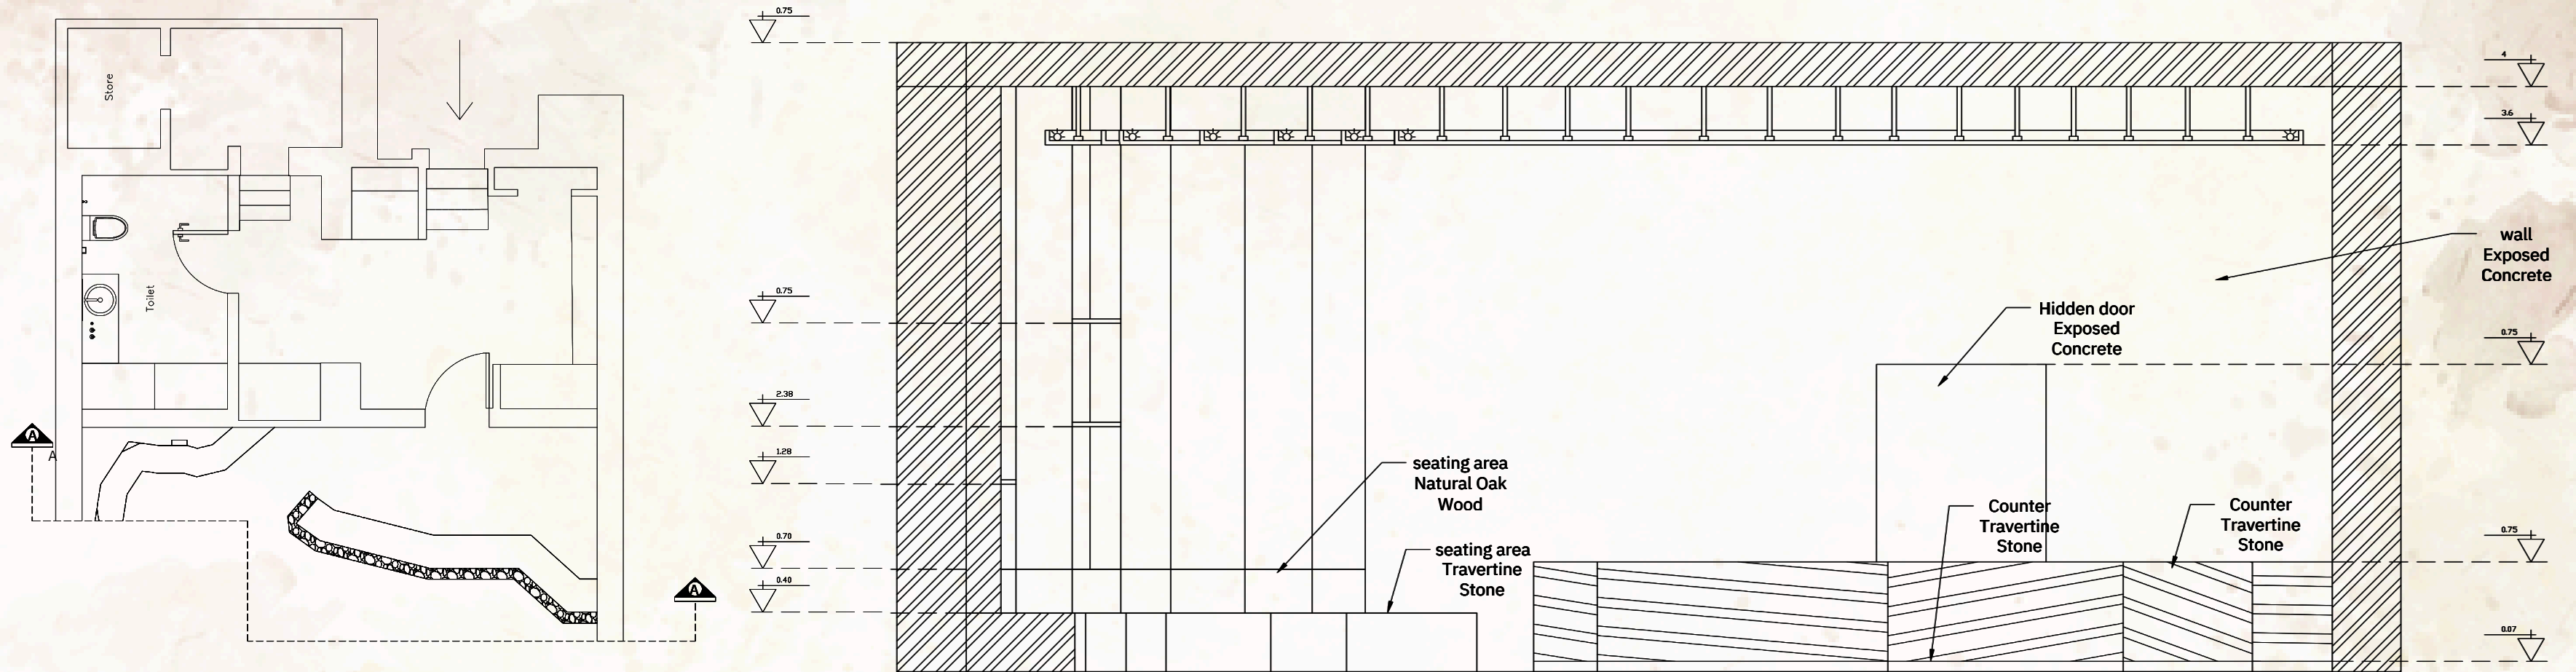 Store
Toilet
A
A
A
0.75
0.75
2.38
1.28
0.70
0.40
seating area
Natural Oak
Wood
seating area
Travertine
Stone
Hidden door
Exposed
Concrete
Counter
Travertine
Stone
Counter
Travertine
Stone
wall
Exposed
Concrete
4
3.6
0.75
0.75
0.07